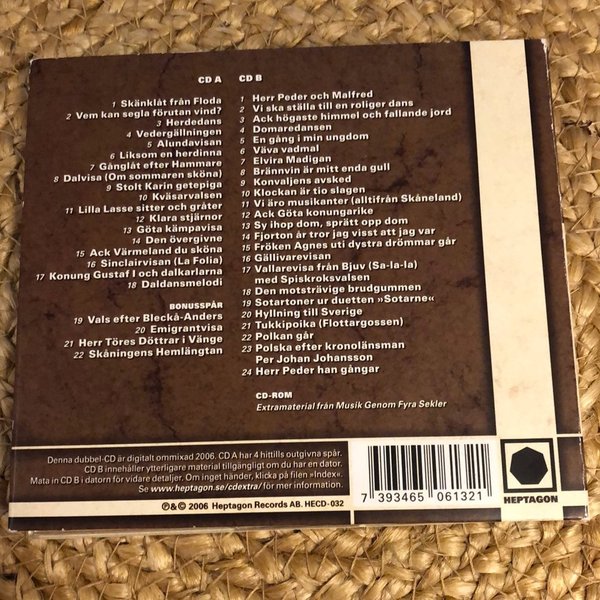 CD A
1 Skänklåt från Floda
2 Vem kan segla förutan vind?
3 Herdedans
4 Vedergällningen
5 Alundavisan
6 Liksom en herdinna
7 Gånglåt efter Hammare
8 Dalvisa (Om sommaren sköna)
9 Stolt Karin getepiga
10 Kväsarvalsen
11 Lilla Lasse sitter och gråter
12 Klara stjärnor
13 Göta kämpavisa
14 Den övergivne
15 Ack Värmeland du sköna
16 Sinclairvisan (La Folia)
17 Konung Gustaf I och dalkarlarna
18 Daldansmelodi
BONUSSPÅR
19 Vals efter Bleckå-Anders
20 Emigrantvisa
21 Herr Töres Döttrar i Vänge
22 Skåningens Hemlängtan
CD B
1 Herr Peder och Malfred
2 Vi ska ställa till en roliger dans
3 Ack högaste himmel och fallande jord
4 Domaredansen
5 En gång i min ungdom
6 Väva vadmal
7 Elvira Madigan
8 Brännvin är mitt enda gull
9 Konvaljens avsked
10 Klockan är tio slagen
11 Vi äro musikanter (alltifrån Skåneland)
12 Ack Göta konungarike
13 Sy ihop dom, sprätt opp dom
14 Fjorton år tror jag visst att jag var
15 Fröken Agnes uti dystra drömmar går
16 Gällivarevisan
17 Vallarevisa från Bjuv (Sa-la-la)
med Spiskroksvalsen
18 Den motsträvige brudgummen
19 Sotartoner ur duetten »Sotarne«
20 Hyllning till Sverige
21 Tukkipoika (Flottargossen)
22 Polkan går
23 Polska efter kronolänsman
Per Johan Johansson
24 Herr Peder han gångar
CD-ROM
Extramaterial från Musik Genom Fyra Sekler
Denna dubbel-CD är digitalt ommixad 2006. CD A har 4 hittills outgivna spår.
CD B innehåller ytterligare material tillgängligt om du har en dator.
Mata in CD B i datorn för vidare detaljer. Om inget händer, klicka på filen »Index«.
Se www.heptagon.se/cdextra/ för mer information.
℗ & © 2006 Heptagon Records AB. HECD-032
7 393465 061321
HEPTAGON